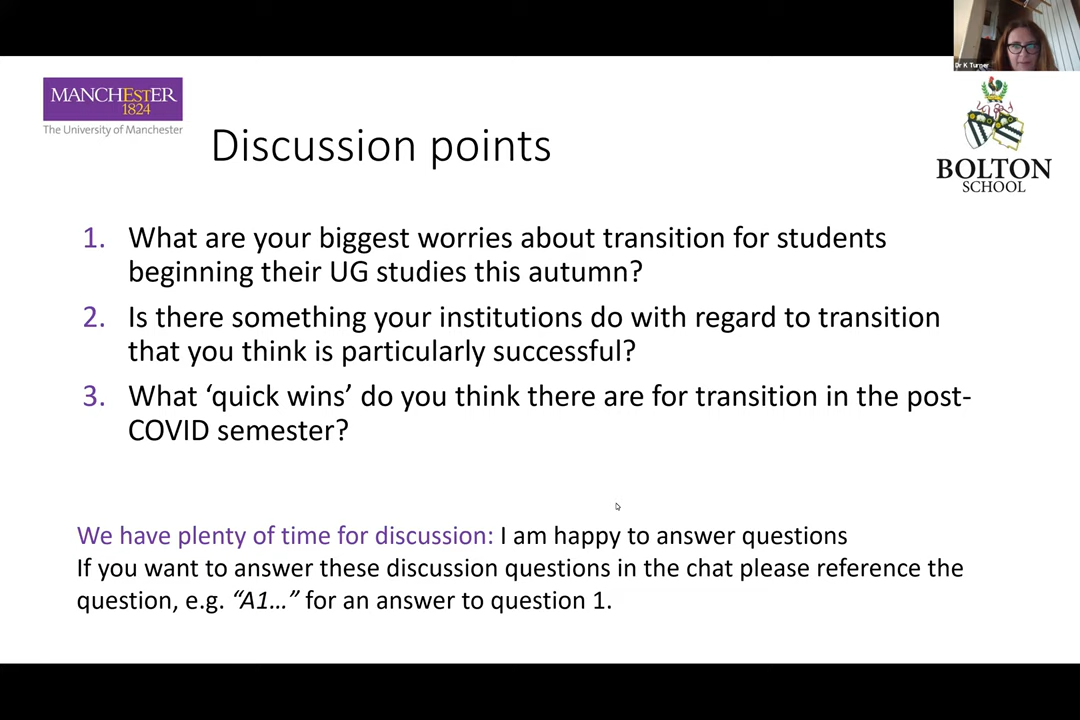 Dr K Turner
MANCHESTER
1824
The University of Manchester
Discussion points
BOLTON
SCHOOL
1. What are your biggest worries about transition for students
beginning their UG studies this autumn?
2. Is there something your institutions do with regard to transition
that you think is particularly successful?
3. What ‘quick wins’ do you think there are for transition in the post-
COVID semester?
We have plenty of time for discussion: I am happy to answer questions
If you want to answer these discussion questions in the chat please reference the
question, e.g. “A1…” for an answer to question 1.